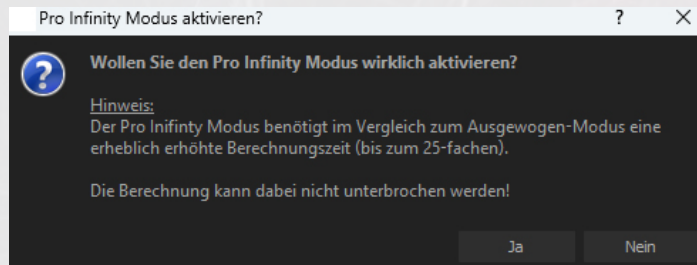 Pro Infinity Modus aktivieren?
?
Wollen Sie den Pro Infinity Modus wirklich aktivieren?
Hinweis:
Der Pro Inifinty Modus benötigt im Vergleich zum Ausgewogen-Modus eine
erheblich erhöhte Berechnungszeit (bis zum 25-fachen).
Die Berechnung kann dabei nicht unterbrochen werden!
Ja Nein